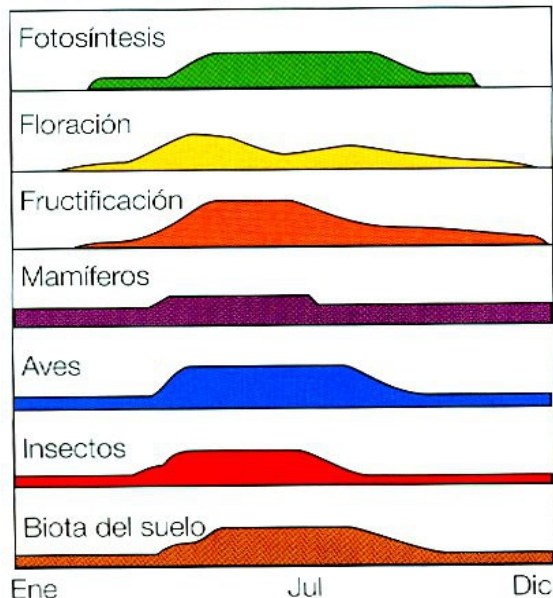 Fotosíntesis
Floración
Fructificación
Mamíferos
Aves
Insectos
Biota del suelo
Ene Jul Dic